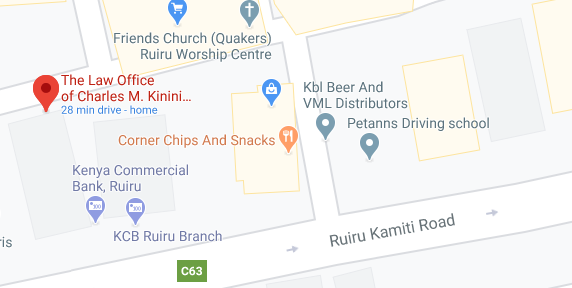 Friends Church (Quakers)
Ruiru Worship Centre
The Law Office
of Charles M. Kinini...
28 min drive - home
Kbl Beer And
VML Distributors
Petanns Driving school
Corner Chips And Snacks
Kenya Commercial
Bank, Ruiru
KCB Ruiru Branch
ris
Ruiru Kamiti Road
C63